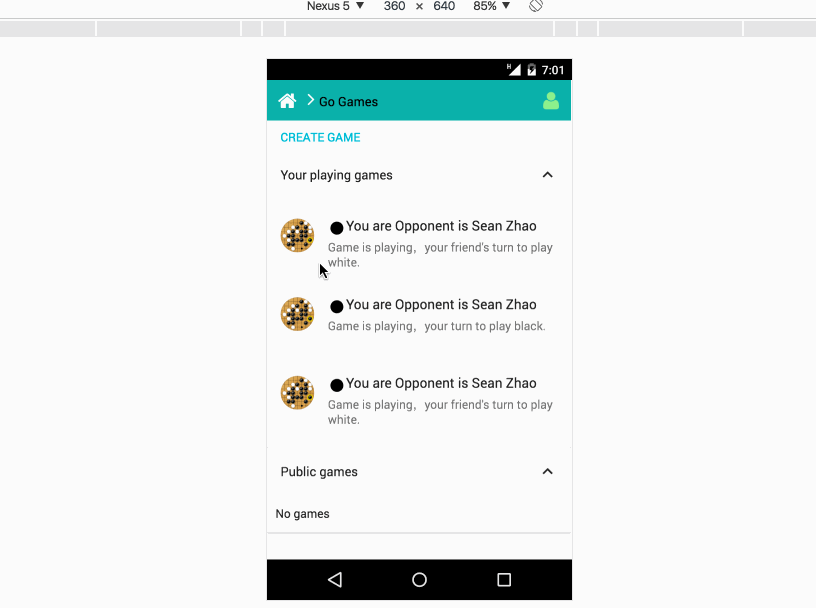 Nexus 5 ▼ 360 × 640 85% ▼
H 7:01
Go Games
CREATE GAME
Your playing games
You are Opponent is Sean Zhao
Game is playing，your friend's turn to play
white.
You are Opponent is Sean Zhao
Game is playing，your turn to play black.
You are Opponent is Sean Zhao
Game is playing，your friend's turn to play
white.
Public games
No games